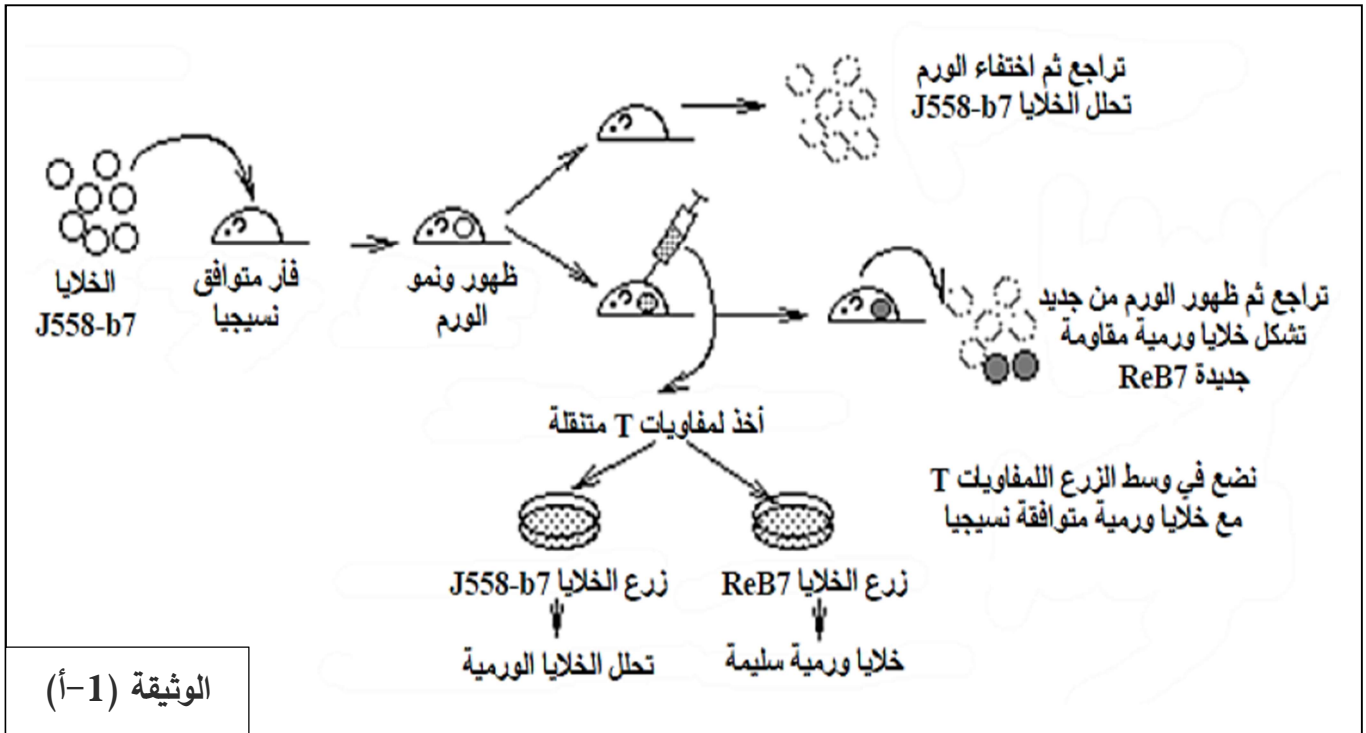 تراجع ثم اختفاء الورم
تحلل الخلايا J558-b7
الخلايا
J558-b7
فأر متوافق
نسيجيا
ظهور ونمو
الورم
تراجع ثم ظهور الورم من جديد
تشكل خلايا ورمية مقاومة
جديدة ReB7
أخذ لمفاويات T متنقلة
نضع في وسط الزرع اللمفاويات T
مع خلايا ورمية متوافقة نسيجيا
زرع الخلايا J558-b7
زرع الخلايا ReB7
تحلل الخلايا الورمية
خلايا ورمية سليمة
الوثيقة (1-أ)